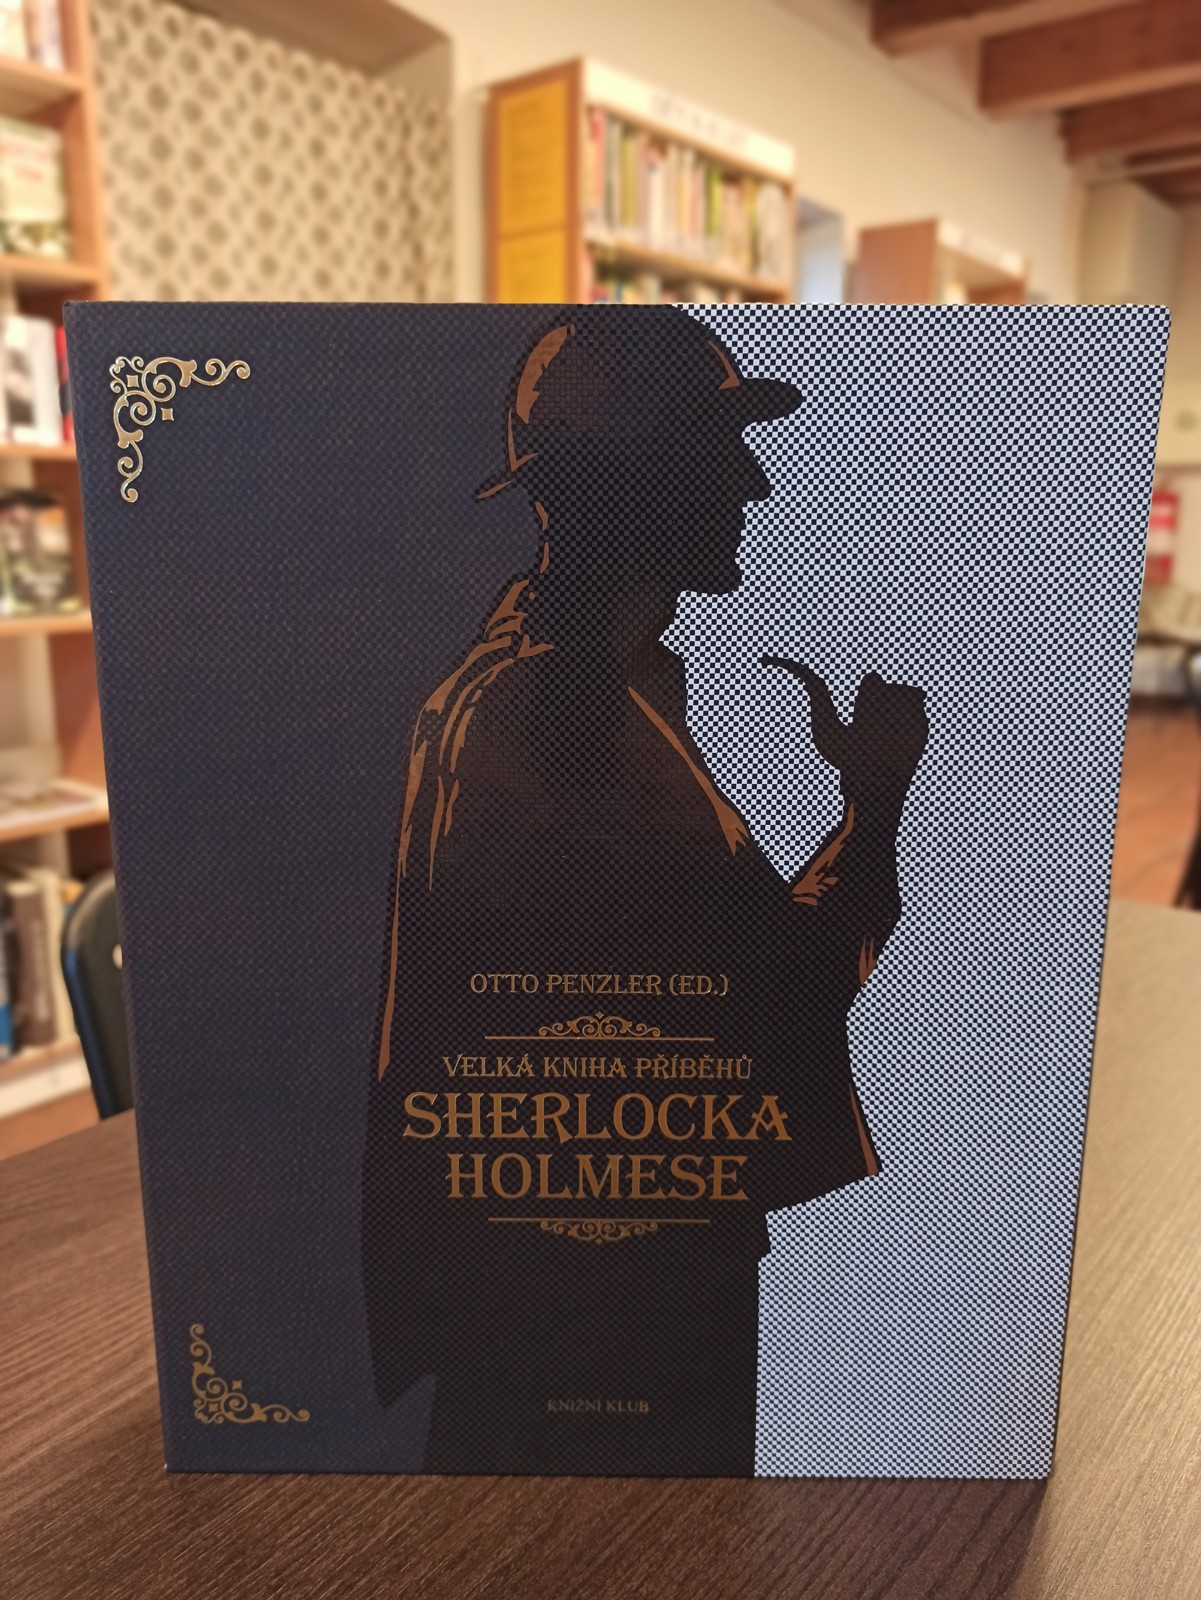 OTTO PENZLER (ED.)
VELKÁ KNIHA PŘÍBĚHŮ
SHERLOCKA
HOLMESE
KNIŽNÍ KLUB